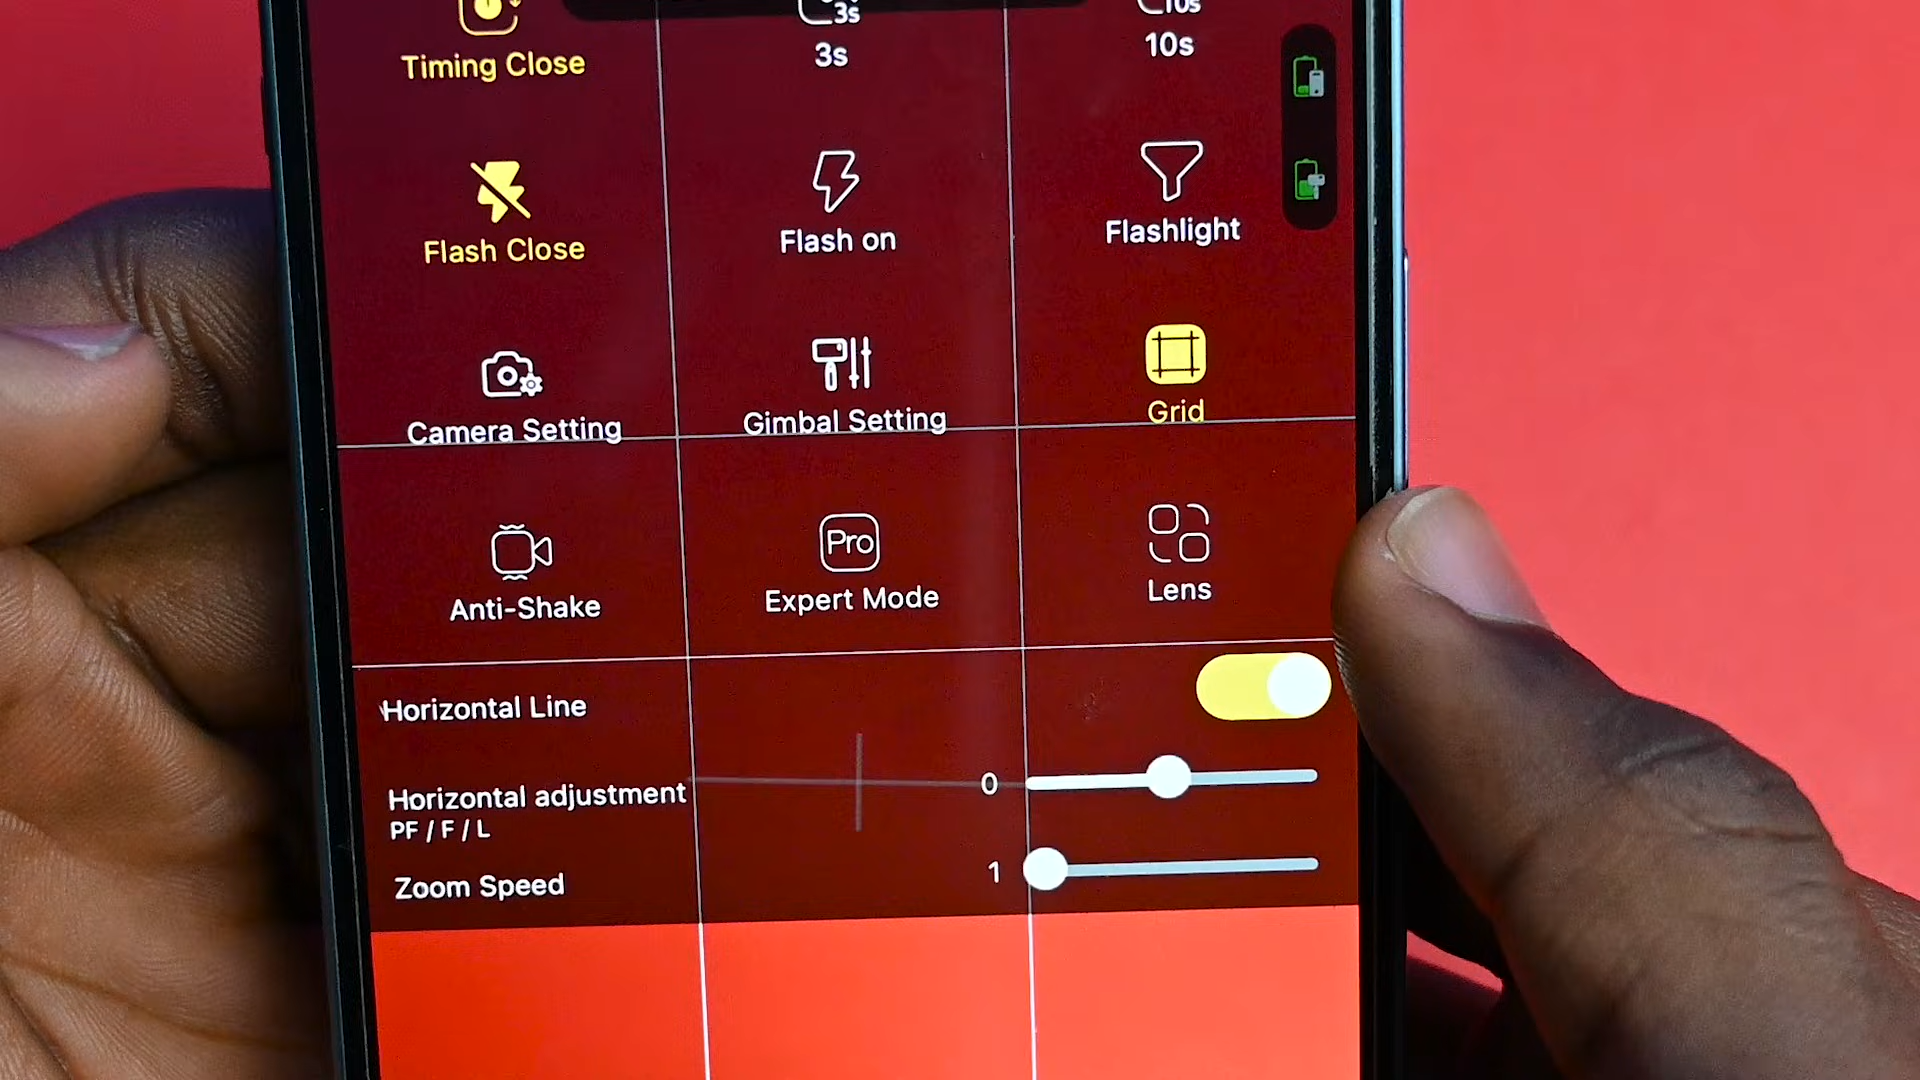 3s
10s
Timing Close
3s
10s
Flash Close
Flash on
Flashlight
Camera Setting
Gimbal Setting
Grid
Pro
Anti-Shake
Expert Mode
Lens
Horizontal Line
Horizontal adjustment
0
PF / F / L
Zoom Speed
1